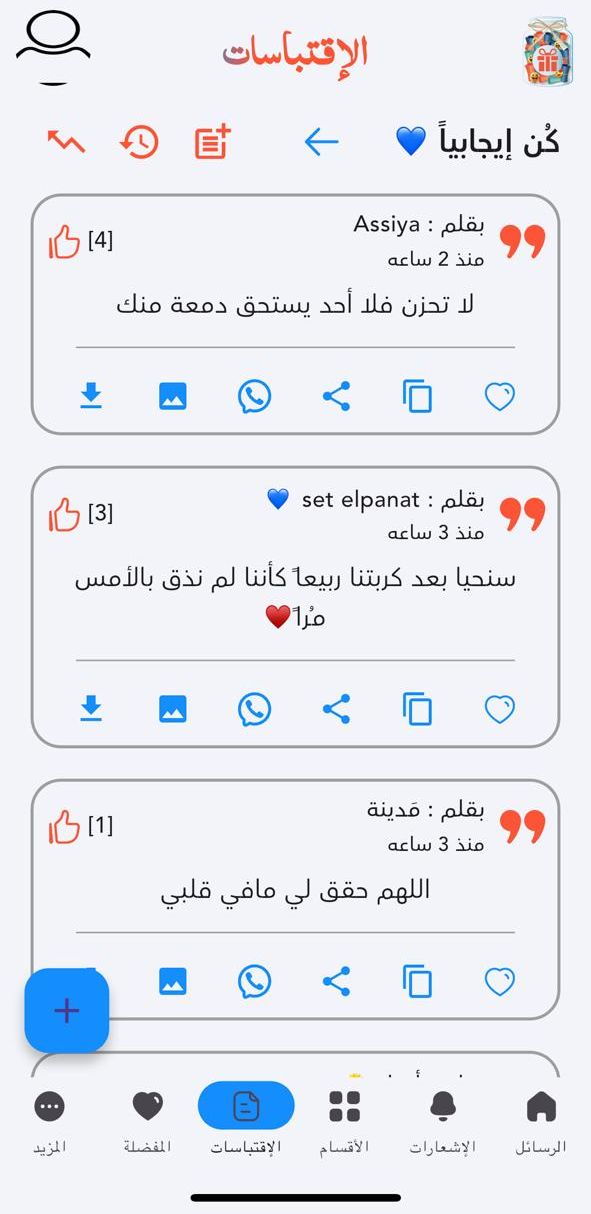 الإقتباسات
كُن إيجابياً 💙
بقلم : Assiya
[4]
منذ 2 ساعه
لا تحزن فلا أحد يستحق دمعة منك
بقلم : set elpanat 💙
[3]
منذ 3 ساعه
سنحيا بعد كربتنا ربيعاً كأننا لم نذق بالأمس
مُراً♥️
بقلم : مَدينة
[1]
منذ 3 ساعه
اللهم حقق لي مافي قلبي
الرسائل
الإشعارات
الأقسام
الإقتباسات
المفضلة
المزيد